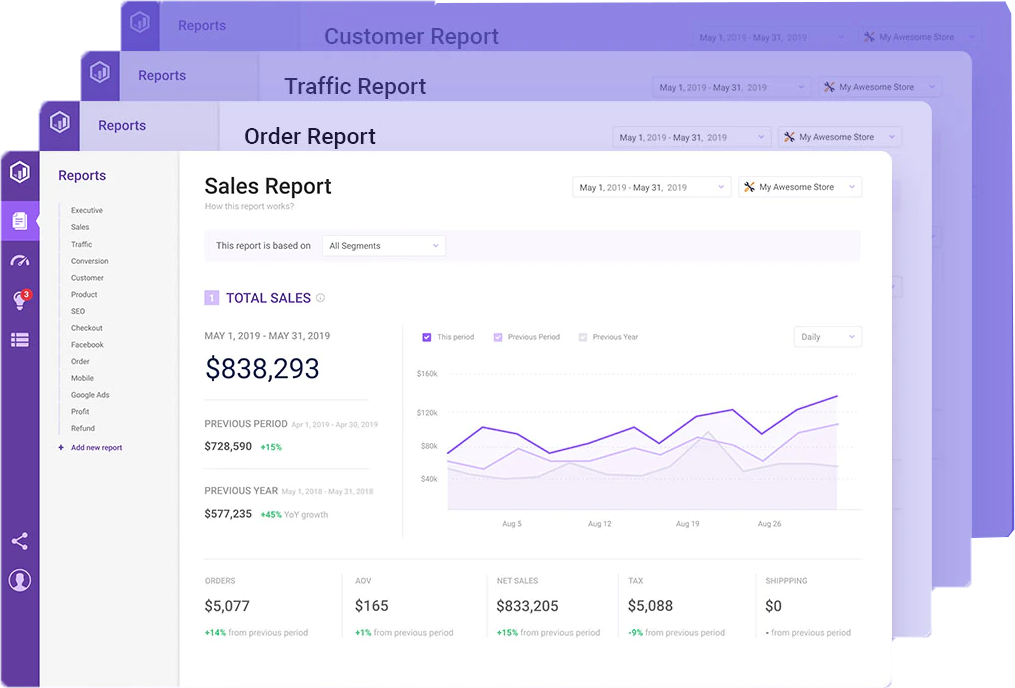 Reports
Customer Report
May 1, 2019 - May 31, 2019
My Awesome Store
Reports
Traffic Report
May 1, 2019 - May 31, 2019
My Awesome Store
Reports
Order Report
May 1, 2019 - May 31, 2019
My Awesome Store
Reports
Executive
Sales
Traffic
Conversion
Customer
Product
SEO
Checkout
Facebook
Order
Mobile
Google Ads
Profit
Refund
+ Add new report
3
Sales Report
How this report works?
May 1, 2019 - May 31, 2019
My Awesome Store
This report is based on
All Segments
1 TOTAL SALES
MAY 1, 2019 - MAY 31, 2019
$838,293
PREVIOUS PERIOD Apr 1, 2019 - Apr 30, 2019
$728,590 +15%
PREVIOUS YEAR May 1, 2018 - May 31, 2018
$577,235 +45% YoY growth
This period
Previous Period
Previous Year
Daily
$160k
$120k
$80k
$40k
Aug 5
Aug 12
Aug 19
Aug 26
ORDERS
$5,077
+14% from previous period
AOV
$165
+1% from previous period
NET SALES
$833,205
+15% from previous period
TAX
$5,088
-9% from previous period
SHIPPPING
$0
- from previous period